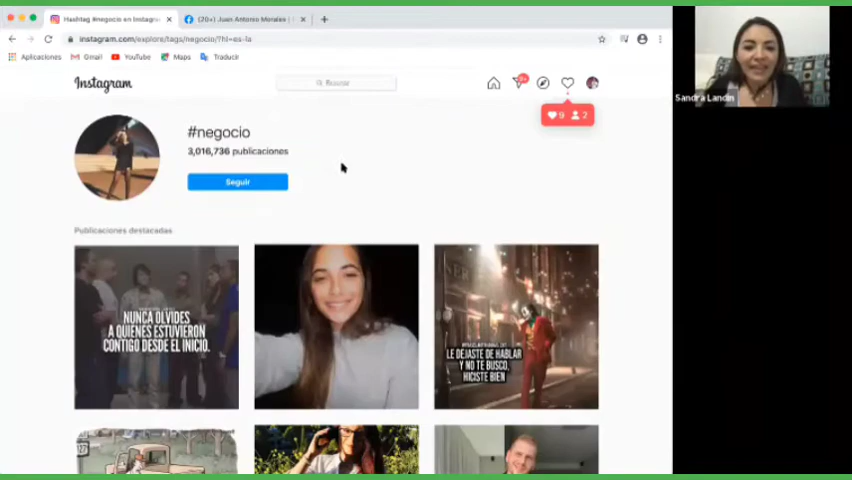 Hashtag #negocio en Instagram
(20+) Juan Antonio Morales |
instagram.com/explore/tags/negocio/?hl=es-la
Aplicaciones
Gmail
YouTube
Maps
Traducir
Instagram
Buscar
9+
9
2
#negocio
3,016,736 publicaciones
Seguir
Publicaciones destacadas
NUNCA OLVIDES
A QUIENES ESTUVIERON
CONTIGO DESDE EL INICIO.
LE DEJASTE DE HABLAR
Y NO TE BUSCO,
HICISTE BIEN
Sandra Landin